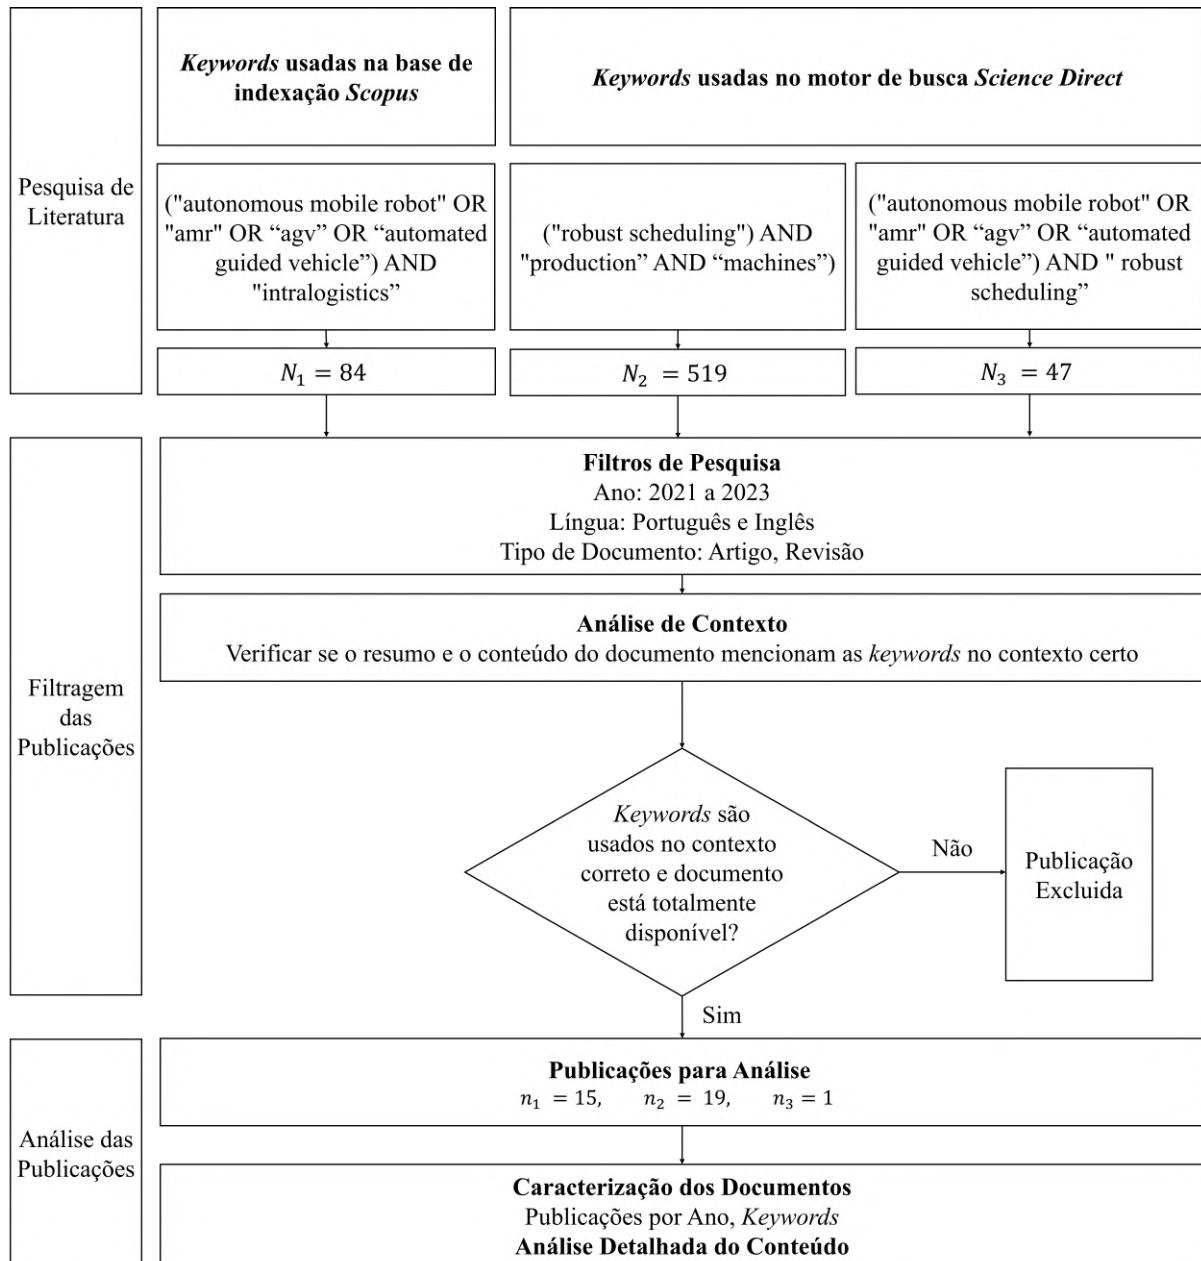 Pesquisa de
Literatura
Keywords usadas na base de
indexação Scopus
Keywords usadas no motor de busca Science Direct
("autonomous mobile robot" OR
"amr" OR “agv” OR “automated
guided vehicle”) AND
"intralogistics”
("robust scheduling") AND
"production” AND “machines”)
("autonomous mobile robot" OR
"amr" OR “agv” OR “automated
guided vehicle”) AND " robust
scheduling”
N₁ = 84
N₂ = 519
N₃ = 47
Filtragem
das
Publicações
Filtros de Pesquisa
Ano: 2021 a 2023
Língua: Português e Inglês
Tipo de Documento: Artigo, Revisão
Análise de Contexto
Verificar se o resumo e o conteúdo do documento mencionam as keywords no contexto certo
Keywords são
usados no contexto
correto e documento
está totalmente
disponível?
Não
Publicação
Excluida
Sim
Análise das
Publicações
Publicações para Análise
n₁ = 15, n₂ = 19, n₃ = 1
Caracterização dos Documentos
Publicações por Ano, Keywords
Análise Detalhada do Conteúdo